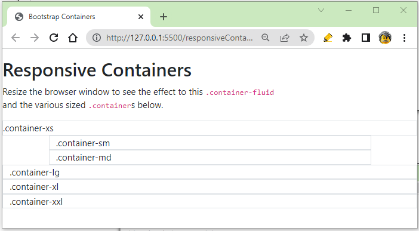 Bootstrap Containers
http://127.0.0.1:5500/responsiveConta...
Responsive Containers
Resize the browser window to see the effect to this .container-fluid
and the various sized .containers below.
.container-xs
.container-sm
.container-md
.container-lg
.container-xl
.container-xxl